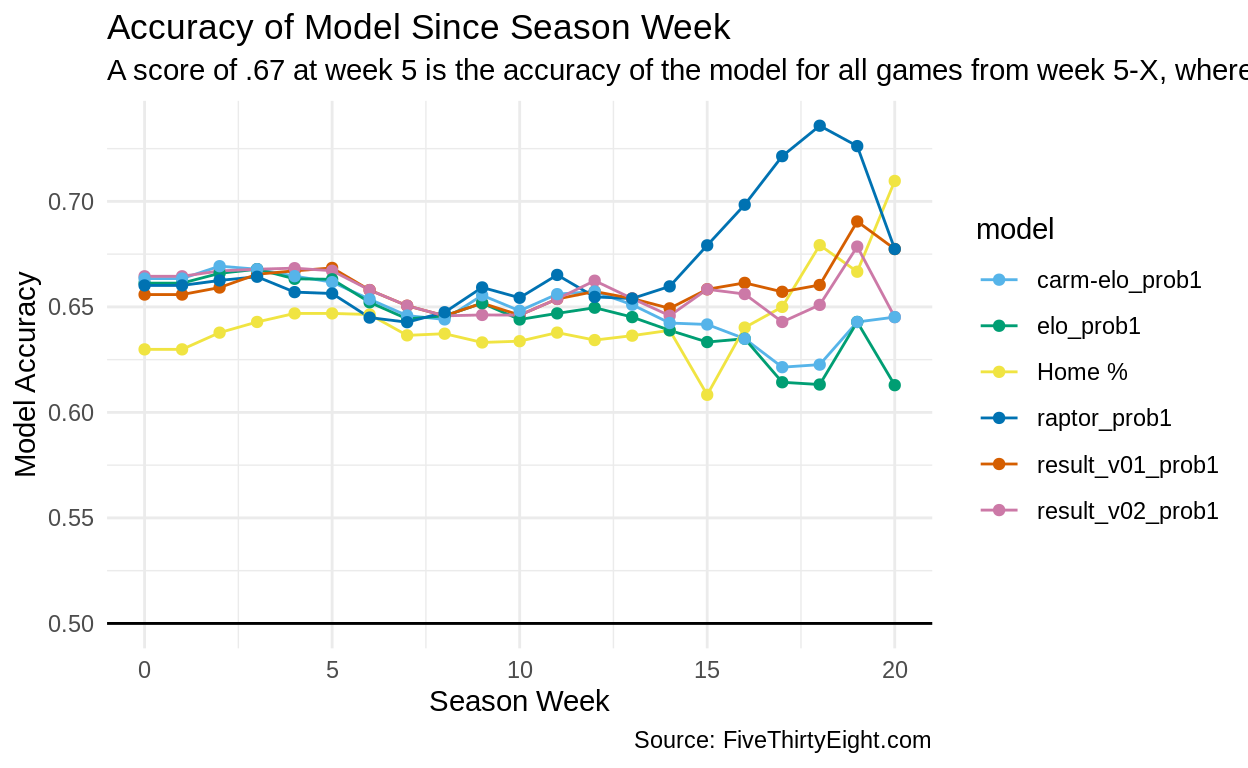 Accuracy of Model Since Season Week
A score of .67 at week 5 is the accuracy of the model for all games from week 5-X, where
Model Accuracy
0.70
0.65
0.60
0.55
0.50
0 5 10 15 20
Season Week
model
carm-elo_prob1
elo_prob1
Home %
raptor_prob1
result_v01_prob1
result_v02_prob1
Source: FiveThirtyEight.com